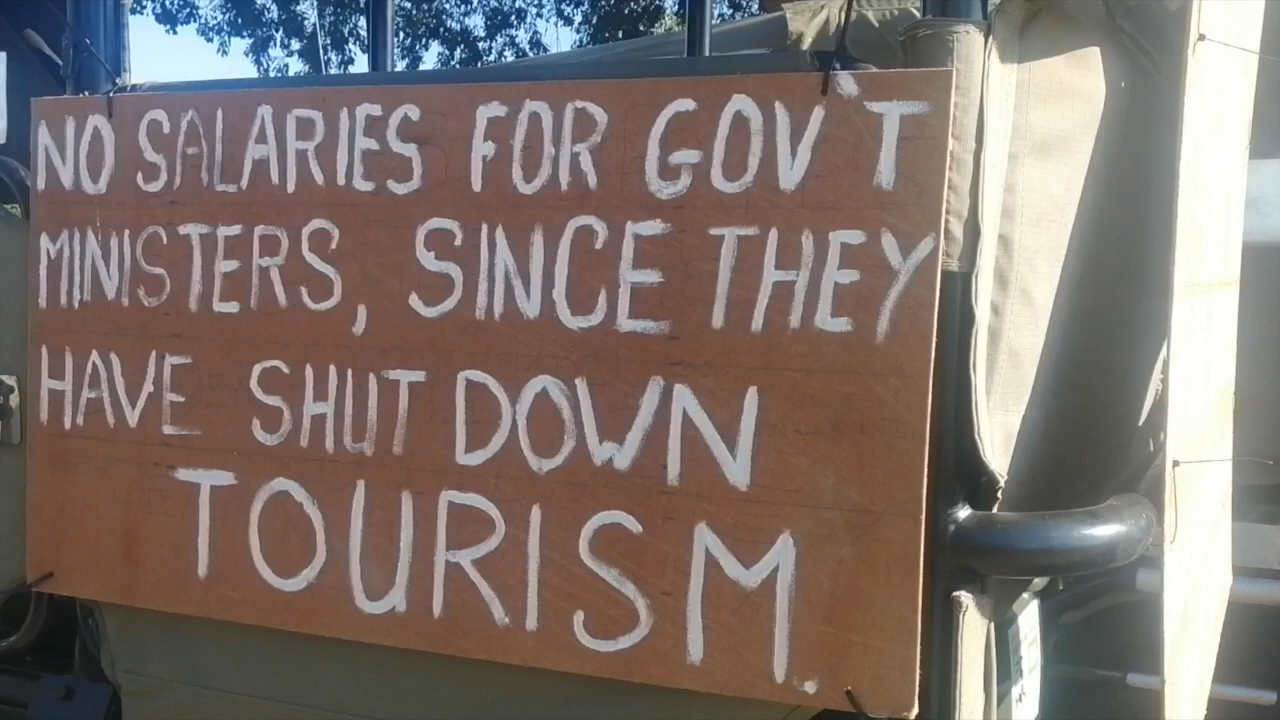 NO SALARIES FOR GOV'T
MINISTERS, SINCE THEY
HAVE SHUT DOWN
TOURISM.